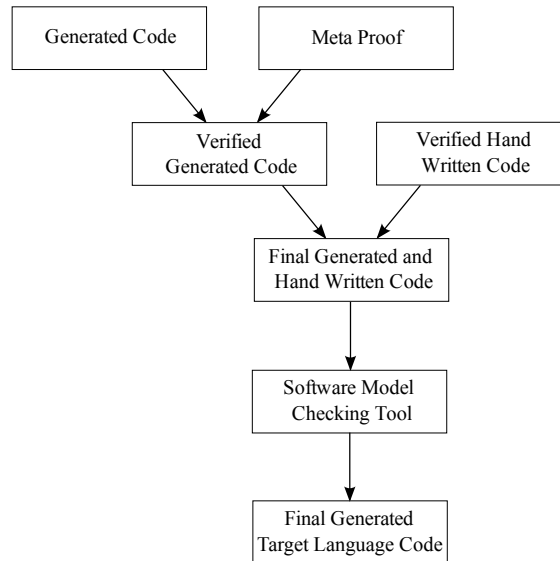 Generated Code
Meta Proof
Verified
Generated Code
Verified Hand
Written Code
Final Generated and
Hand Written Code
Software Model
Checking Tool
Final Generated
Target Language Code